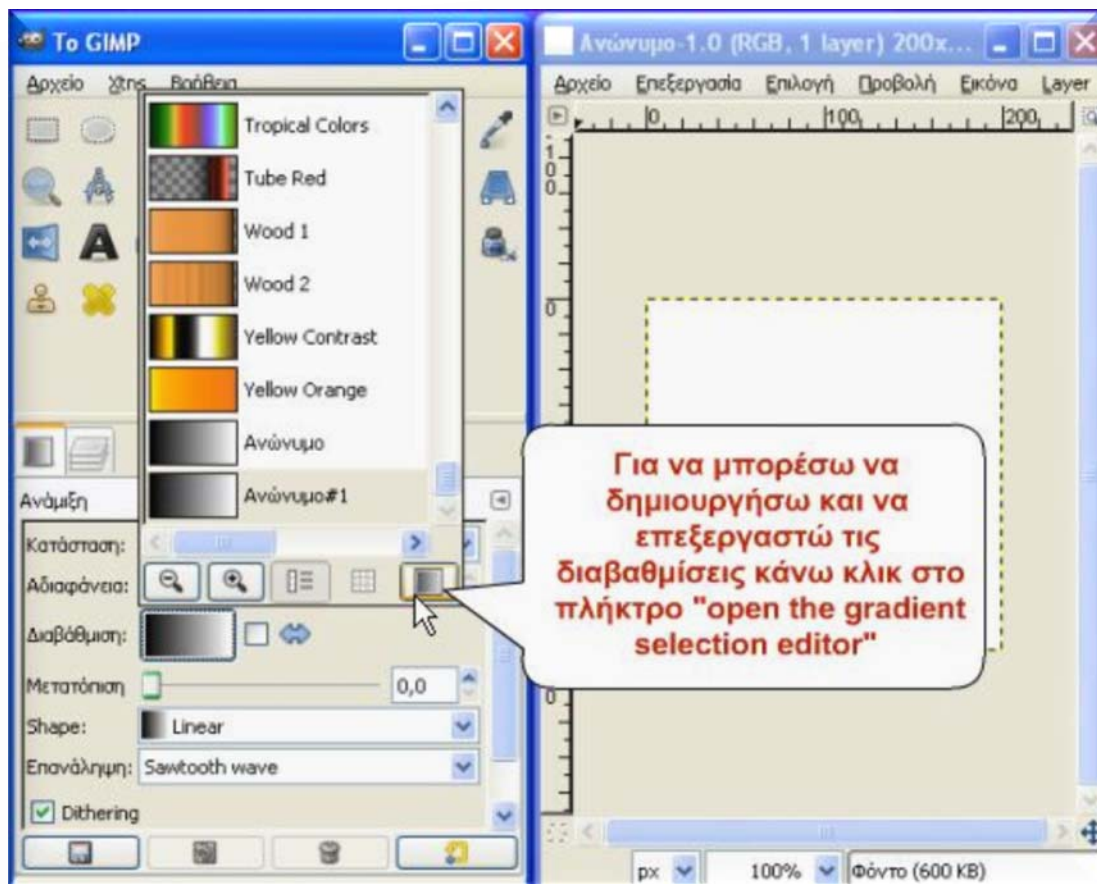 Το GIMP
Αρχείο Xtns Βοήθεια
Tropical Colors
Tube Red
Wood 1
Wood 2
Yellow Contrast
Yellow Orange
Ανώνυμο
Ανώνυμο#1
Ανάμιξη
Κατάσταση:
Αδιαφάνεια:
Διαβάθμιση:
Μετατόπιση 0,0
Shape: Linear
Επανάληψη: Sawtooth wave
Dithering
Ανώνυμο-1.0 (RGB, 1 layer) 200x...
Αρχείο Επεξεργασία Επιλογή Προβολή Εικόνα Layer
0 100 200
100
0
Για να μπορέσω να
δημιουργήσω και να
επεξεργαστώ τις
διαβαθμίσεις κάνω κλικ στο
πλήκτρο "open the gradient
selection editor"
px 100% Φόντο (600 KB)